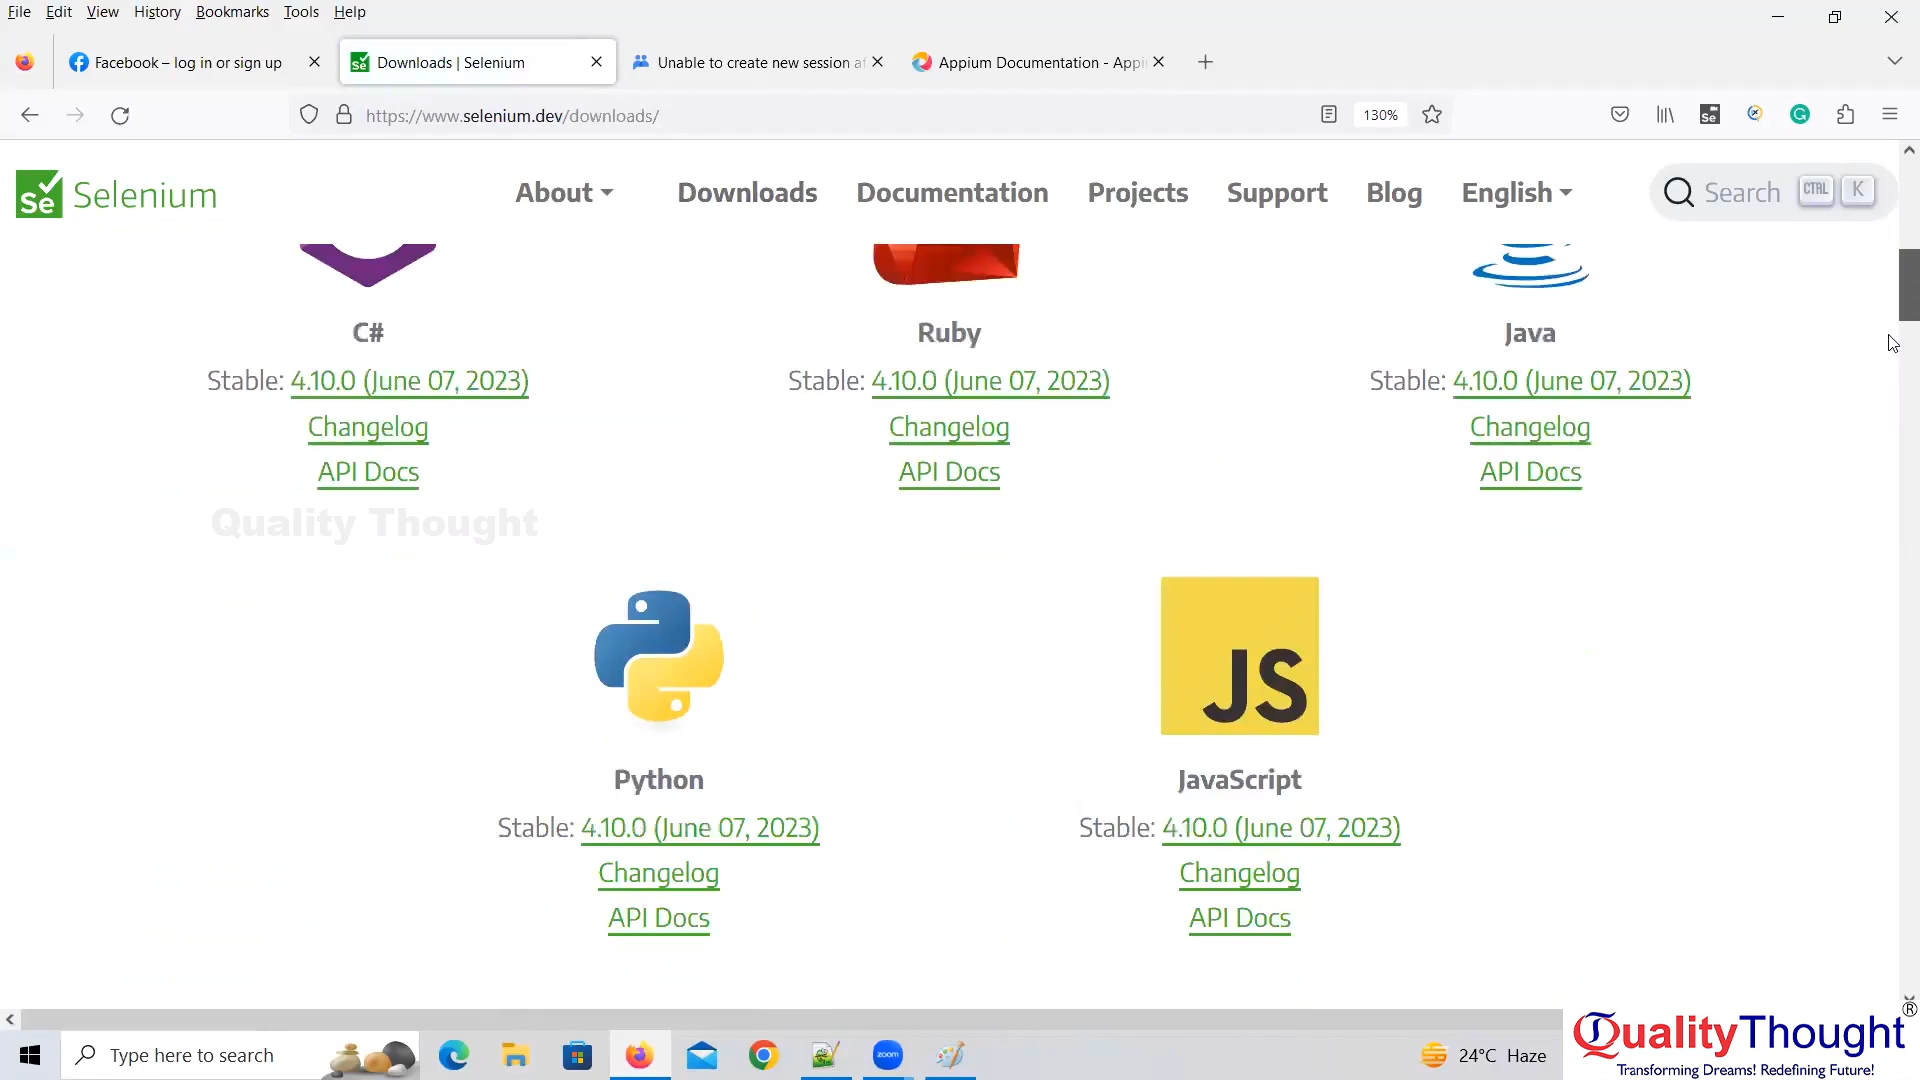 File Edit View History Bookmarks Tools Help
Facebook – log in or sign up
Downloads | Selenium
Unable to create new session af
Appium Documentation - Appi
https://www.selenium.dev/downloads/
130%
Se
G
Se Selenium
About Downloads Documentation Projects Support Blog English
Search CTRL K
C# Ruby Java
Stable: 4.10.0 (June 07, 2023) Stable: 4.10.0 (June 07, 2023) Stable: 4.10.0 (June 07, 2023)
Changelog Changelog Changelog
API Docs API Docs API Docs
Quality Thought
JS
Python JavaScript
Stable: 4.10.0 (June 07, 2023) Stable: 4.10.0 (June 07, 2023)
Changelog Changelog
API Docs API Docs
Type here to search
zoom
24°C Haze
QualityThought ®
Transforming Dreams! Redefining Future!